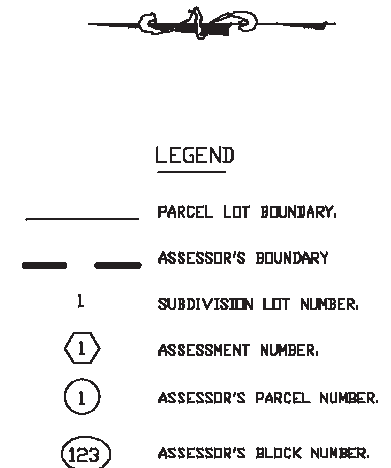 LEGEND
PARCEL LOT BOUNDARY.
ASSESSOR'S BOUNDARY
1 SUBDIVISION LOT NUMBER.
1 ASSESSMENT NUMBER.
1 ASSESSOR'S PARCEL NUMBER.
123 ASSESSOR'S BLOCK NUMBER.